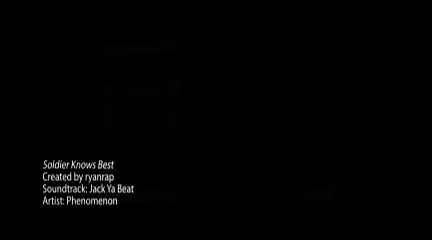 Soldier Knows Best
Created by ryanrap
Soundtrack: Jack Ya Beat
Artist: Phenomenon